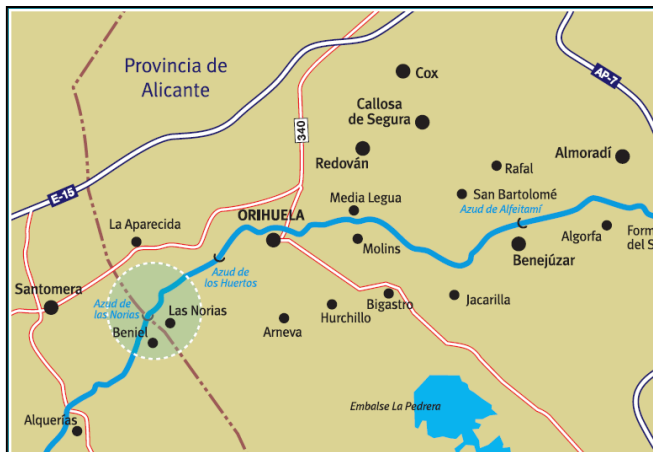 Provincia de
Alicante
Cox
AP-7
Callosa
de Segura
340
Redován
Rafal
Almoradí
E-15
Media Legua
San Bartolomé
Azud de Alfeitamí
La Aparecida
ORIHUELA
Molins
Benejúzar
Algorfa
Form
del S
Azud de
los Huertos
Santomera
Azud de
las Norias
Las Norias
Beniel
Arneva
Hurchillo
Bigastro
Jacarilla
Embalse La Pedrera
Alquerías